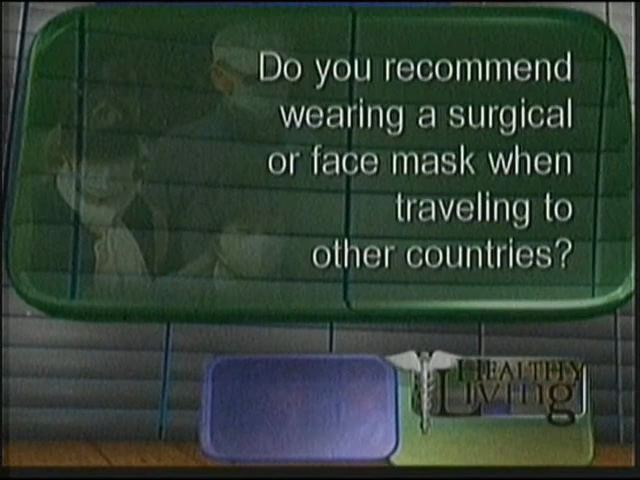 Do you recommend
wearing a surgical
or face mask when
traveling to
other countries?
HEALTHY
Living